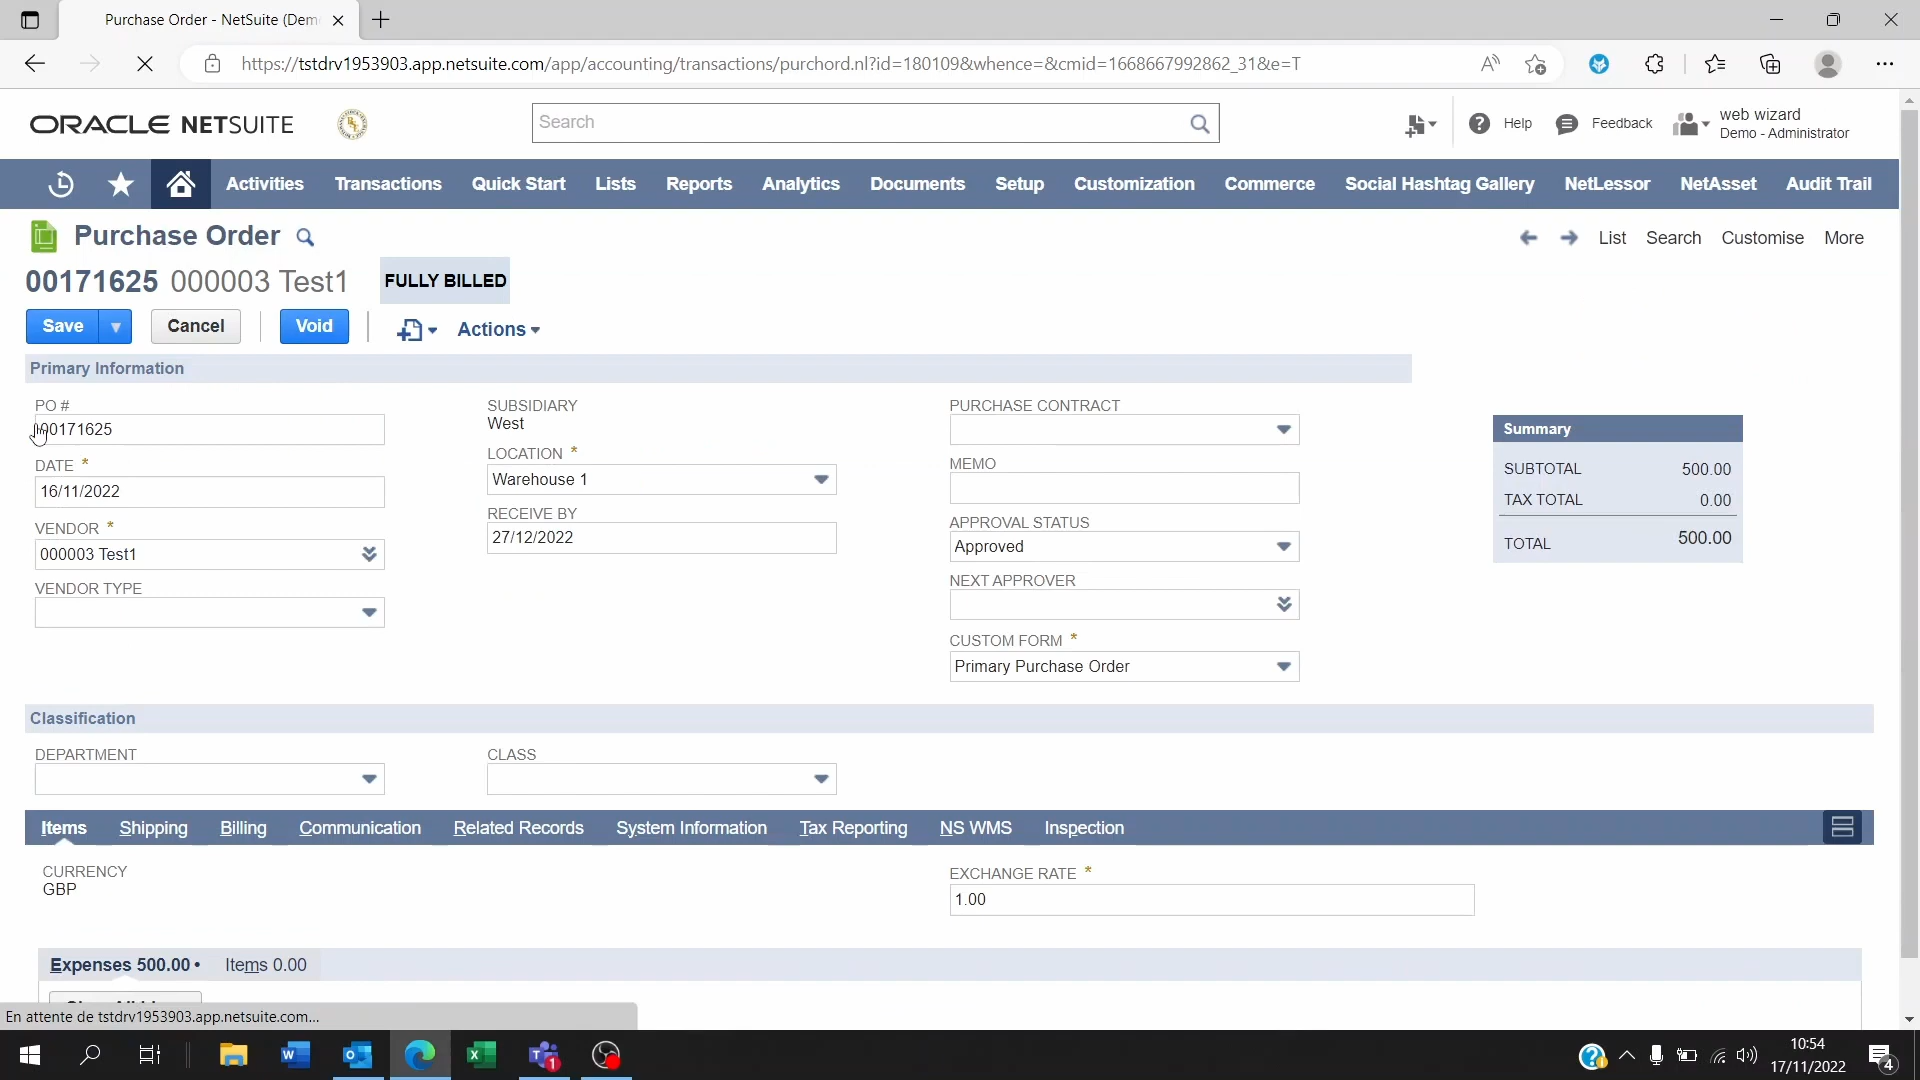 Purchase Order - NetSuite (Dem
https://tstdrv1953903.app.netsuite.com/app/accounting/transactions/purchord.nl?id=180109&whence=&cmid=1668667992862_31&e=T
ORACLE NETSUITE
Search
Help
Feedback
web wizard
Demo - Administrator
Activities Transactions Quick Start Lists Reports Analytics Documents Setup Customization Commerce Social Hashtag Gallery NetLessor NetAsset Audit Trail
Purchase Order
List Search Customise More
00171625 000003 Test1 FULLY BILLED
Save Cancel Void Actions
Primary Information
PO #
00171625
DATE *
16/11/2022
VENDOR *
000003 Test1
VENDOR TYPE
SUBSIDIARY
West
LOCATION *
Warehouse 1
RECEIVE BY
27/12/2022
PURCHASE CONTRACT
MEMO
APPROVAL STATUS
Approved
NEXT APPROVER
CUSTOM FORM *
Primary Purchase Order
Summary
SUBTOTAL 500.00
TAX TOTAL 0.00
TOTAL 500.00
Classification
DEPARTMENT
CLASS
Items Shipping Billing Communication Related Records System Information Tax Reporting NS WMS Inspection
CURRENCY
GBP
EXCHANGE RATE *
1.00
Expenses 500.00 • Items 0.00
En attente de tstdrv1953903.app.netsuite.com...
10:54
17/11/2022
1
4